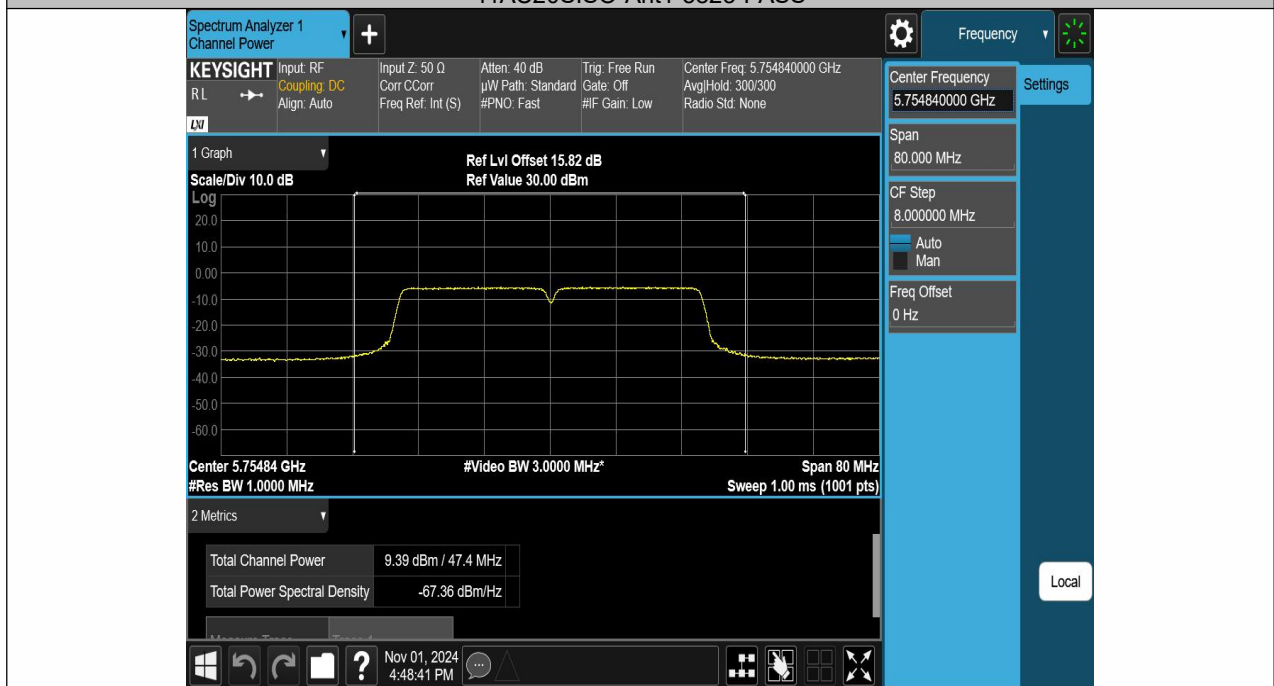 Spectrum Analyzer 1
Channel Power
+
Frequency
KEYSIGHT
RL
LXI
Input: RF
Coupling: DC
Align: Auto
Input Z: 50 Ω
Corr CCorr
Freq Ref: Int (S)
Atten: 40 dB
µW Path: Standard
#PNO: Fast
Trig: Free Run
Gate: Off
#IF Gain: Low
Center Freq: 5.754840000 GHz
Avg|Hold: 300/300
Radio Std: None
Center Frequency
5.754840000 GHz
Settings
Span
80.000 MHz
CF Step
8.000000 MHz
Auto
Man
Freq Offset
0 Hz
1 Graph
Scale/Div 10.0 dB
Ref Lvl Offset 15.82 dB
Ref Value 30.00 dBm
Log
20.0
10.0
0.00
-10.0
-20.0
-30.0
-40.0
-50.0
-60.0
Center 5.75484 GHz
#Video BW 3.0000 MHz*
Span 80 MHz
#Res BW 1.0000 MHz
Sweep 1.00 ms (1001 pts)
2 Metrics
Total Channel Power 9.39 dBm / 47.4 MHz
Total Power Spectral Density -67.36 dBm/Hz
Local
?
Nov 01, 2024
4:48:41 PM